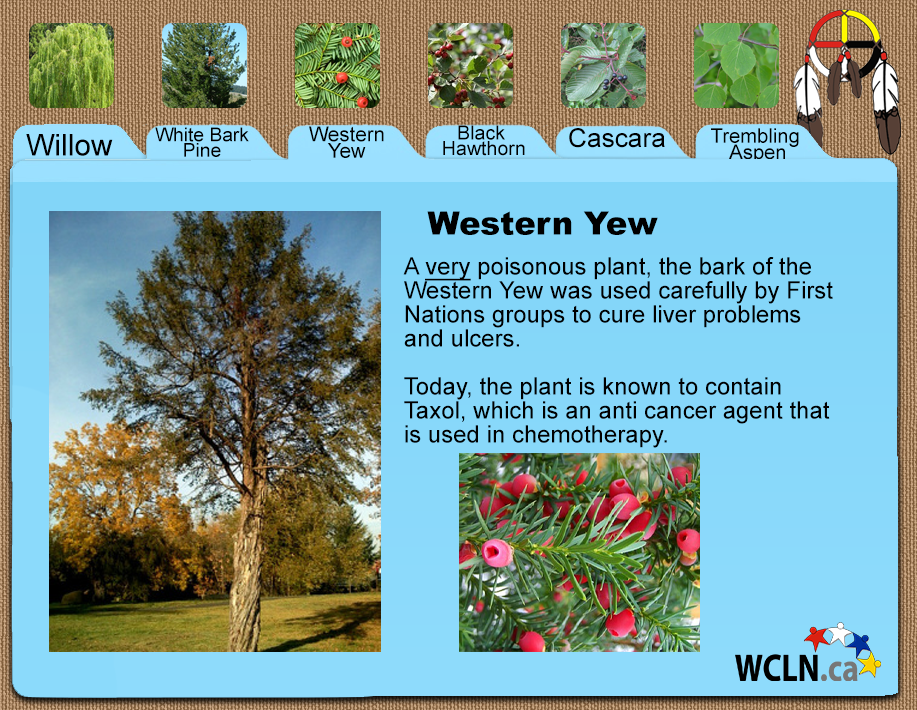 Willow
White Bark
Pine
Western
Yew
Black
Hawthorn
Cascara
Trembling
Aspen
Western Yew
A very poisonous plant, the bark of the
Western Yew was used carefully by First
Nations groups to cure liver problems
and ulcers.
Today, the plant is known to contain
Taxol, which is an anti cancer agent that
is used in chemotherapy.
WCLN.ca